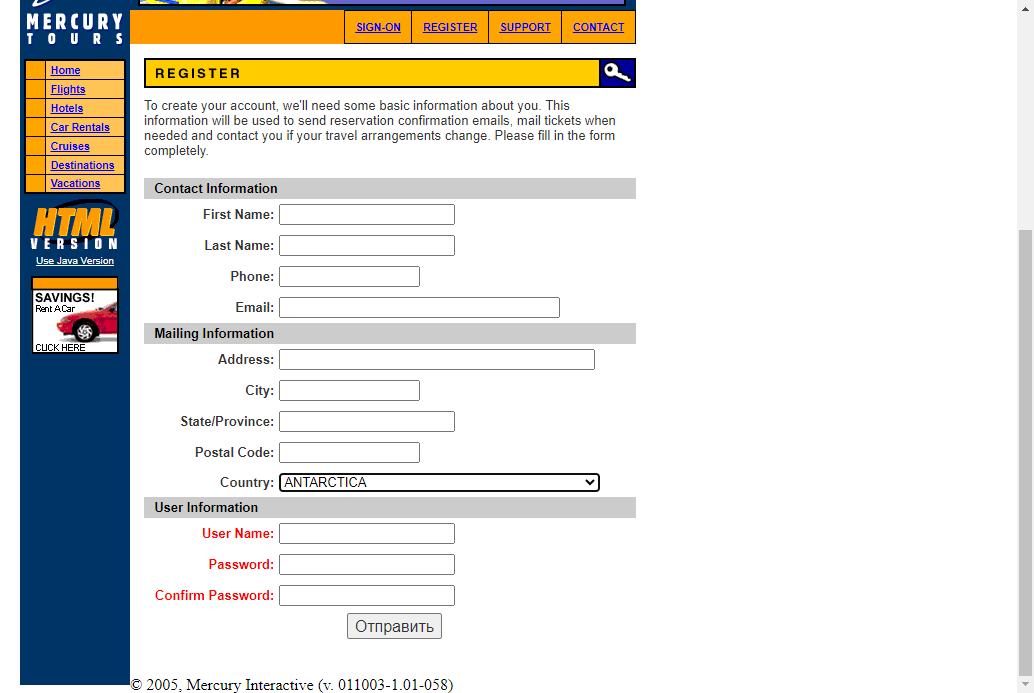 MERCURY
TOURS
SIGN-ON
REGISTER
SUPPORT
CONTACT
Home
Flights
Hotels
Car Rentals
Cruises
Destinations
Vacations
HTML
VERSION
Use Java Version
SAVINGS!
Rent A Car
CLICK HERE
REGISTER
To create your account, we'll need some basic information about you. This
information will be used to send reservation confirmation emails, mail tickets when
needed and contact you if your travel arrangements change. Please fill in the form
completely.
Contact Information
First Name:
Last Name:
Phone:
Email:
Mailing Information
Address:
City:
State/Province:
Postal Code:
Country: ANTARCTICA
User Information
User Name:
Password:
Confirm Password:
Отправить
© 2005, Mercury Interactive (v. 011003-1.01-058)